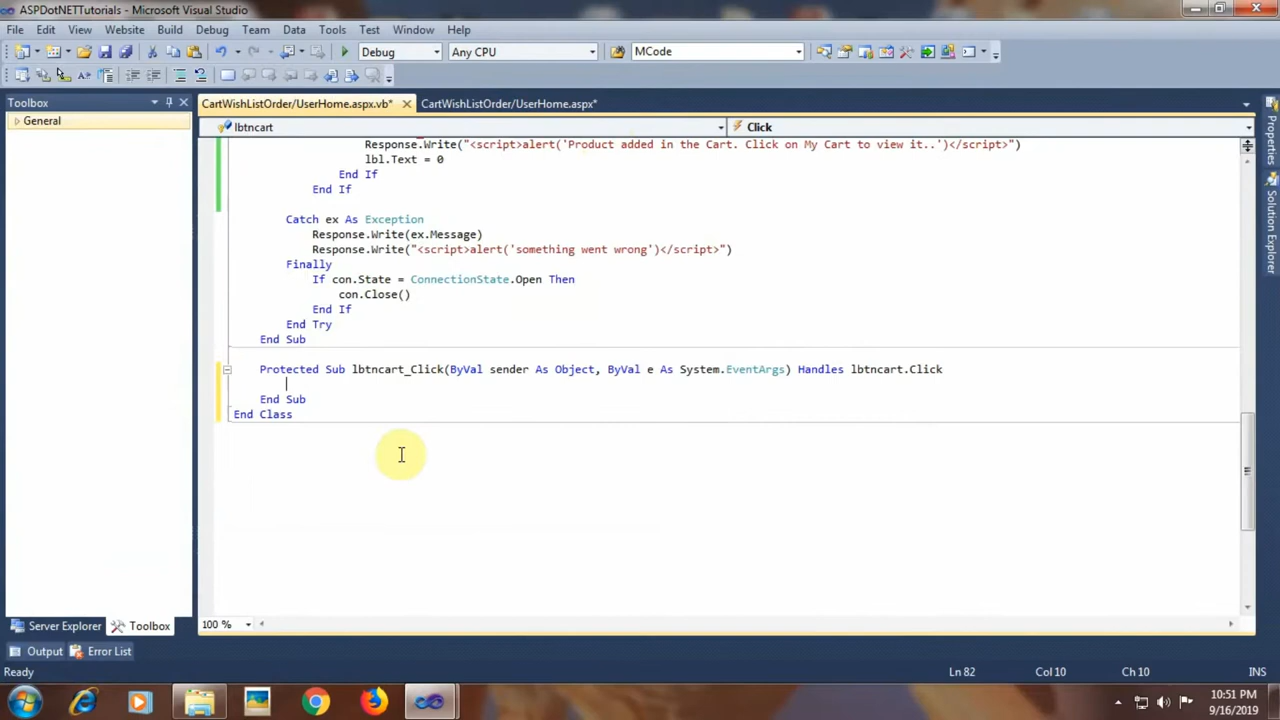 ASPDotNETTutorials - Microsoft Visual Studio
File Edit View Website Build Debug Team Data Tools Test Window Help
Debug Any CPU MCode
Toolbox CartWishListOrder/UserHome.aspx.vb* CartWishListOrder/UserHome.aspx*
General lbtncart Click
Properties
Solution Explorer
Response.Write("<script>alert('Product added in the Cart. Click on My Cart to view it..')</script>")
lbl.Text = 0
End If
End If
Catch ex As Exception
Response.Write(ex.Message)
Response.Write("<script>alert('something went wrong')</script>")
Finally
If con.State = ConnectionState.Open Then
con.Close()
End If
End Try
End Sub
Protected Sub lbtncart_Click(ByVal sender As Object, ByVal e As System.EventArgs) Handles lbtncart.Click
End Sub
End Class
100 %
Server Explorer Toolbox
Output Error List
Ready Ln 82 Col 10 Ch 10 INS
10:51 PM
9/16/2019